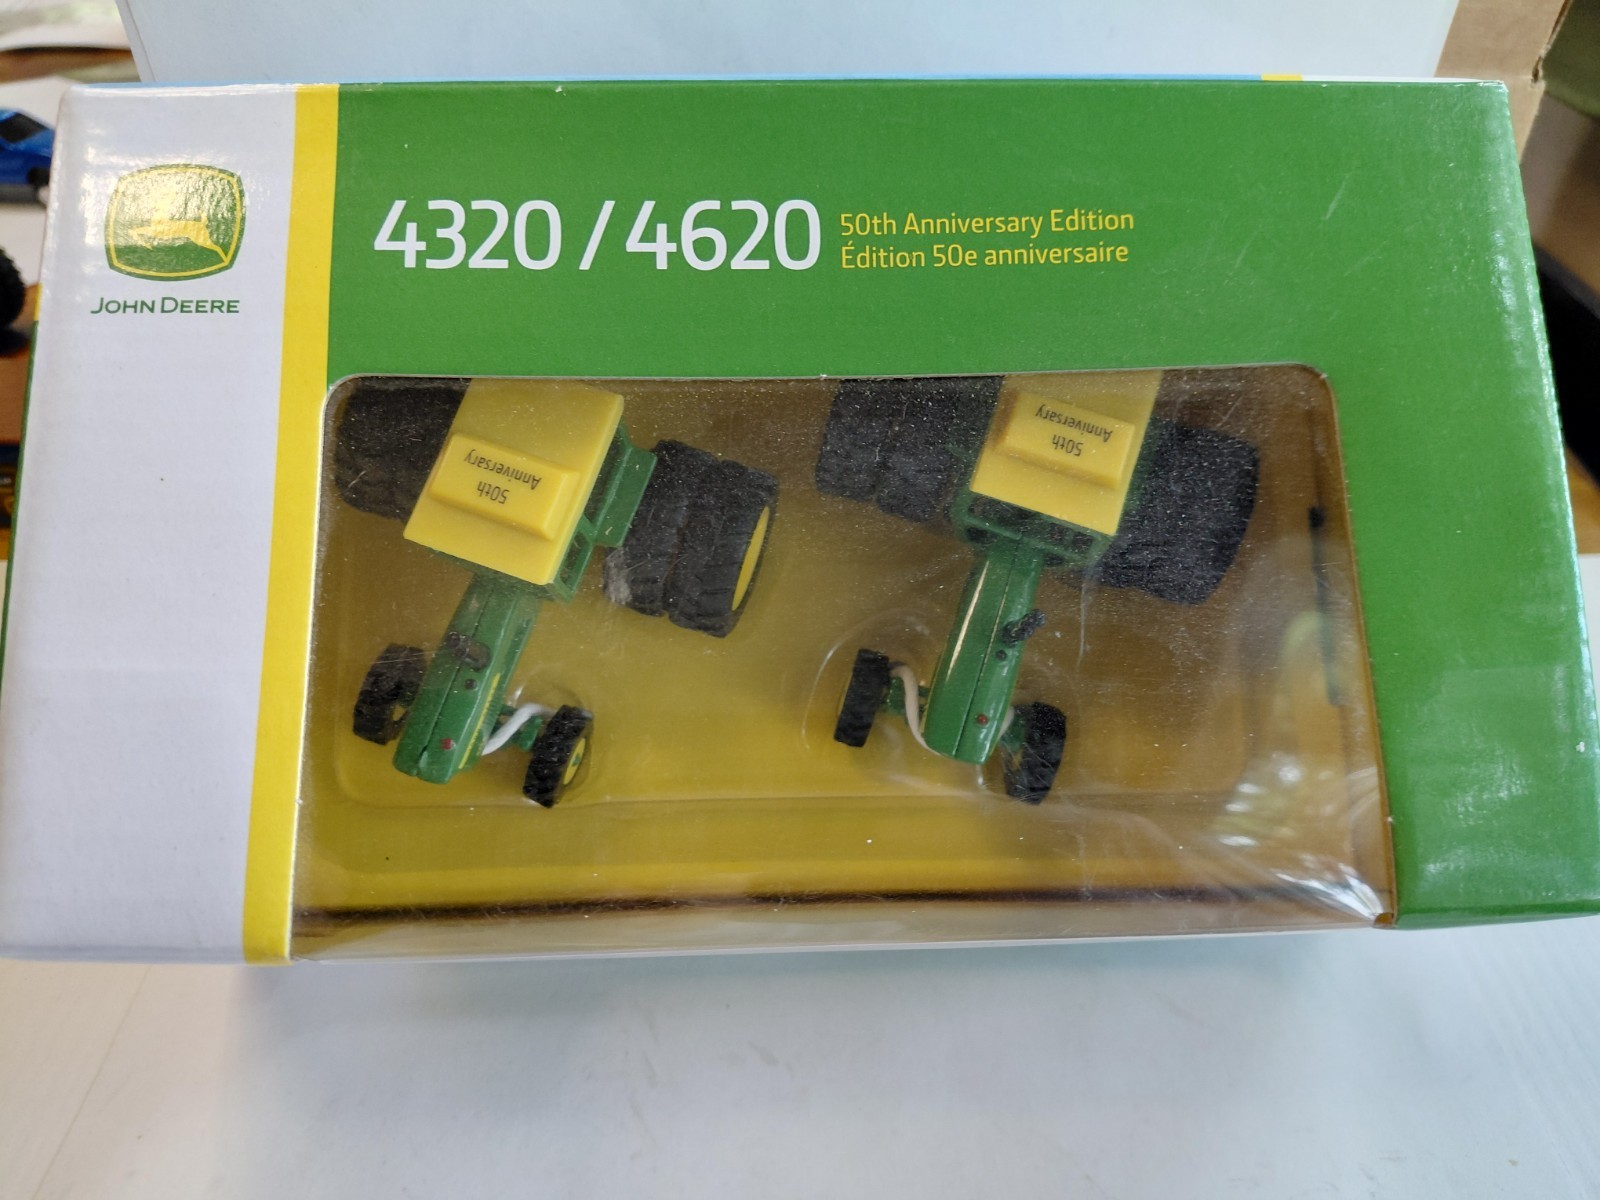 4320 / 4620
50th Anniversary Edition
Édition 50e anniversaire
JOHN DEERE
50th
Anniversary
50th
Anniversary